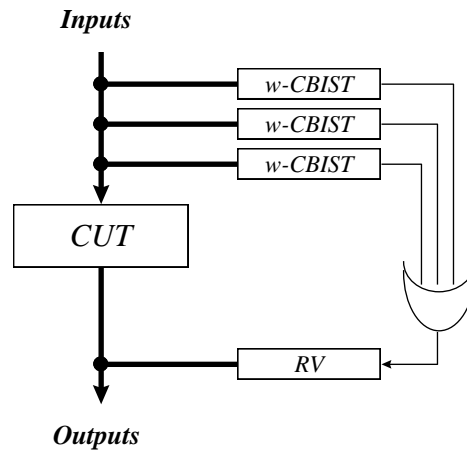 Inputs
w-CBIST
w-CBIST
w-CBIST
CUT
RV
Outputs